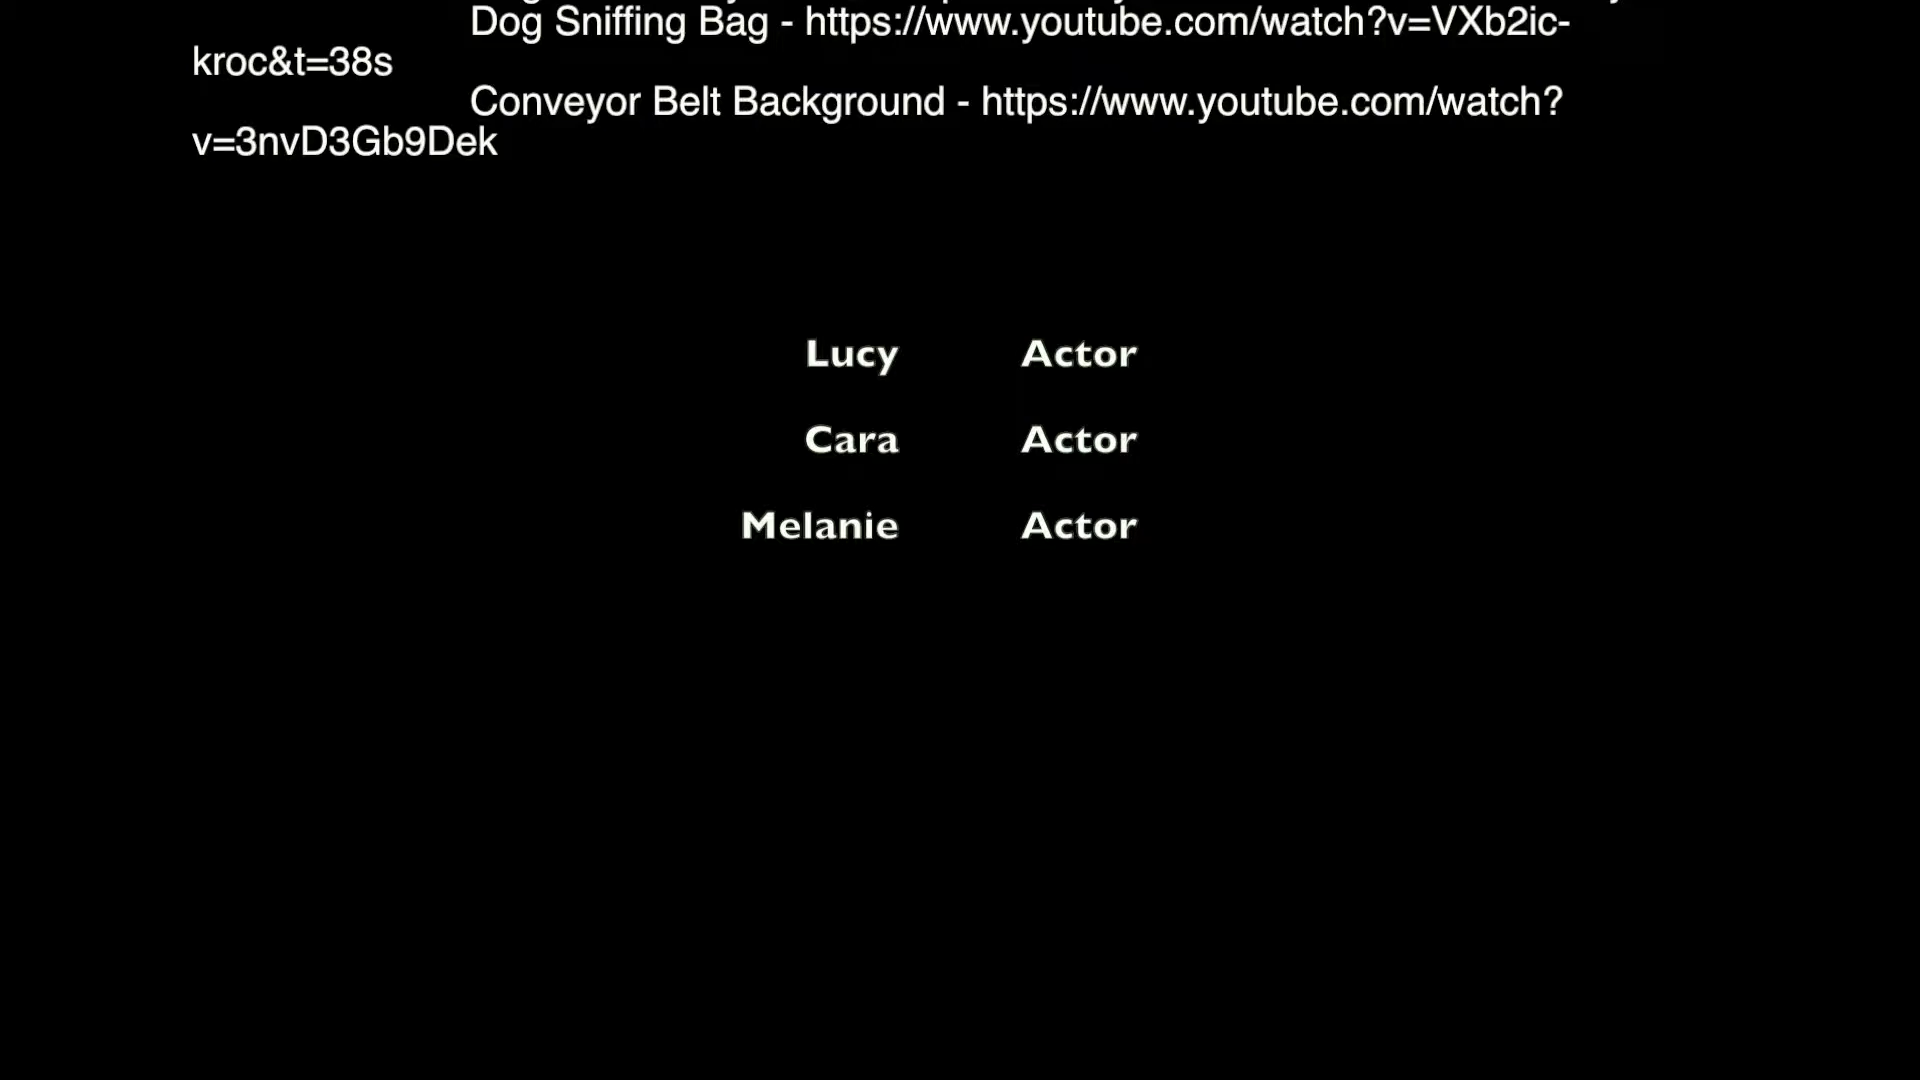 Dog Sniffing Bag - https://www.youtube.com/watch?v=VXb2ic-
kroc&t=38s
Conveyor Belt Background - https://www.youtube.com/watch?
v=3nvD3Gb9Dek
Lucy Actor
Cara Actor
Melanie Actor